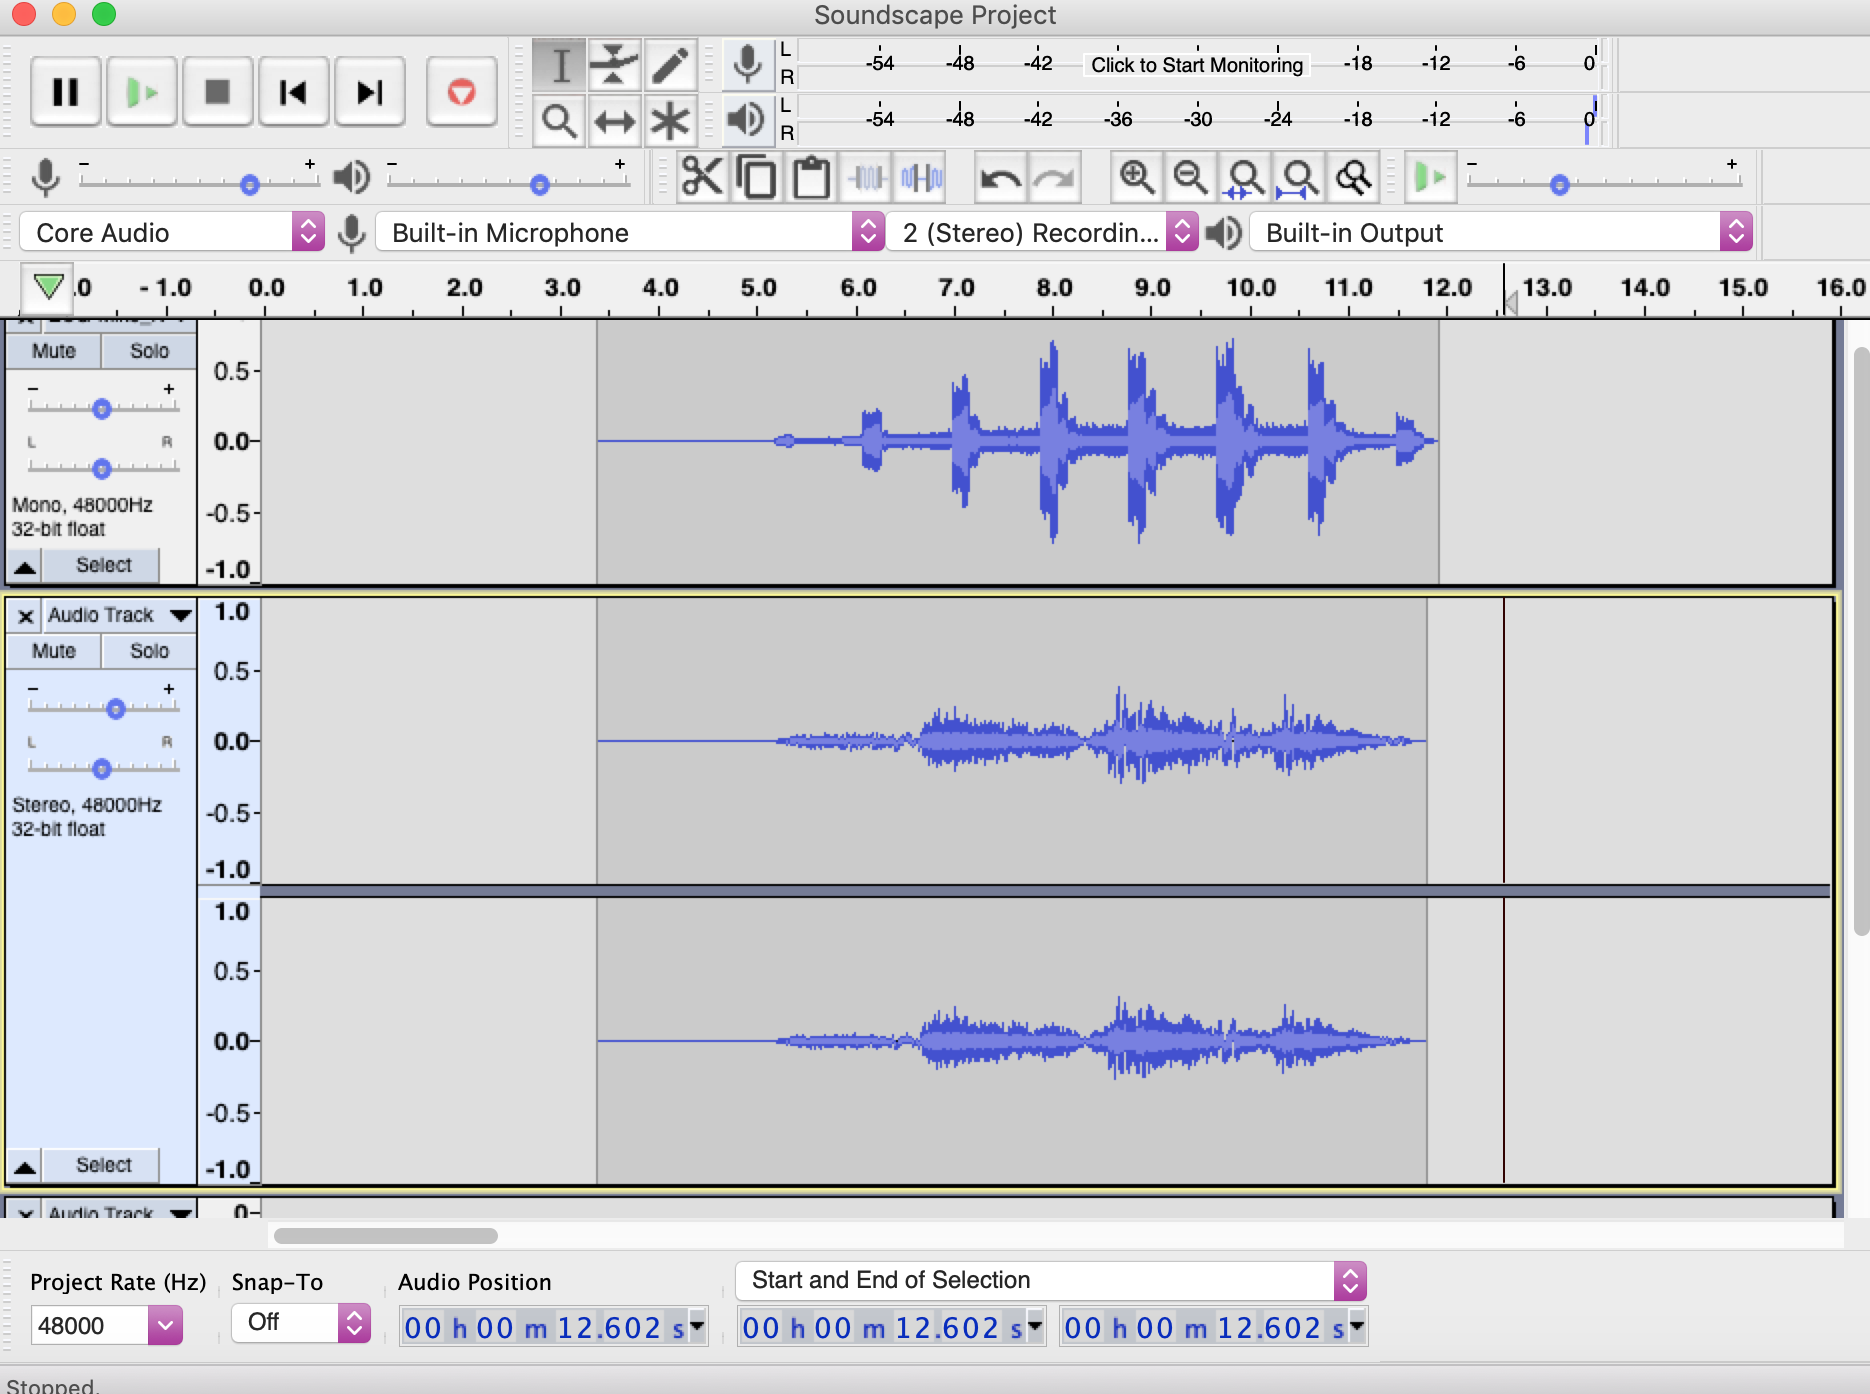 Soundscape Project
L
R
-54 -48 -42 Click to Start Monitoring -18 -12 -6 0
L
R
-54 -48 -42 -36 -30 -24 -18 -12 -6 0
- + - + - +
Core Audio Built-in Microphone 2 (Stereo) Recordin... Built-in Output
.0 -1.0 0.0 1.0 2.0 3.0 4.0 5.0 6.0 7.0 8.0 9.0 10.0 11.0 12.0 13.0 14.0 15.0 16.0
Mute Solo
0.5
- +
L R
0.0
Mono, 48000Hz
-0.5
32-bit float
Select
-1.0
x Audio Track 1.0
Mute Solo
0.5
- +
L R
0.0
Stereo, 48000Hz
-0.5
32-bit float
-1.0
1.0
0.5
0.0
-0.5
Select
-1.0
Audio Track 0
Project Rate (Hz) Snap-To Audio Position Start and End of Selection
48000 Off 00 h 00 m 12.602 s 00 h 00 m 12.602 s 00 h 00 m 12.602 s
Stopped.